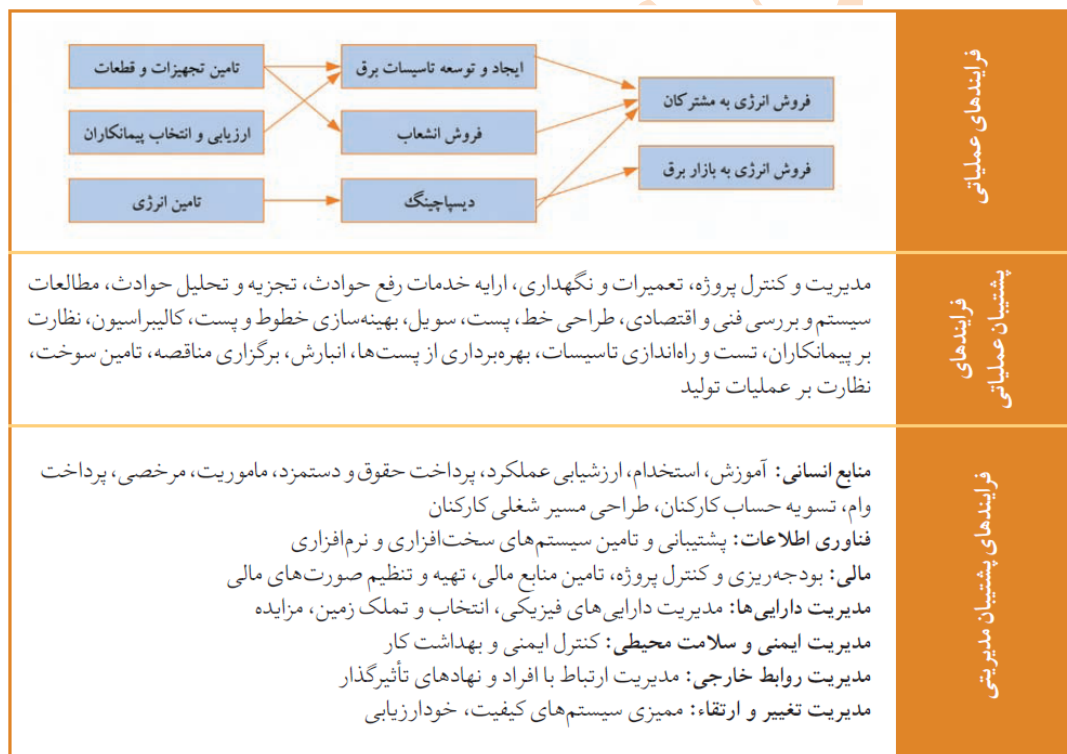 فرایندهای عملیاتی
تامین تجهیزات و قطعات
ایجاد و توسعه تاسیسات برق
فروش انرژی به مشترکان
ارزیابی و انتخاب پیمانکاران
فروش انشعاب
فروش انرژی به بازار برق
تامین انرژی
دیسپاچینگ
فرایندهای
پشتیبان عملیاتی
مدیریت و کنترل پروژه، تعمیرات و نگهداری، ارایه خدمات رفع حوادث، تجزیه و تحلیل حوادث، مطالعات
سیستم و بررسی فنی و اقتصادی، طراحی خط، پست، سویل، بهینه‌سازی خطوط و پست، کالیبراسیون، نظارت
بر پیمانکاران، تست و راه‌اندازی تاسیسات، بهره‌برداری از پست‌ها، انبارش، برگزاری مناقصه، تامین سوخت،
نظارت بر عملیات تولید
فرایندهای پشتیبان مدیریتی
منابع انسانی: آموزش، استخدام، ارزشیابی عملکرد، پرداخت حقوق و دستمزد، ماموریت، مرخصی، پرداخت
وام، تسویه حساب کارکنان، طراحی مسیر شغلی کارکنان
فناوری اطلاعات: پشتیبانی و تامین سیستم‌های سخت‌افزاری و نرم‌افزاری
مالی: بودجه‌ریزی و کنترل پروژه، تامین منابع مالی، تهیه و تنظیم صورت‌های مالی
مدیریت دارایی‌ها: مدیریت دارایی‌های فیزیکی، انتخاب و تملک زمین، مزایده
مدیریت ایمنی و سلامت محیطی: کنترل ایمنی و بهداشت کار
مدیریت روابط خارجی: مدیریت ارتباط با افراد و نهادهای تأثیرگذار
مدیریت تغییر و ارتقاء: ممیزی سیستم‌های کیفیت، خودارزیابی